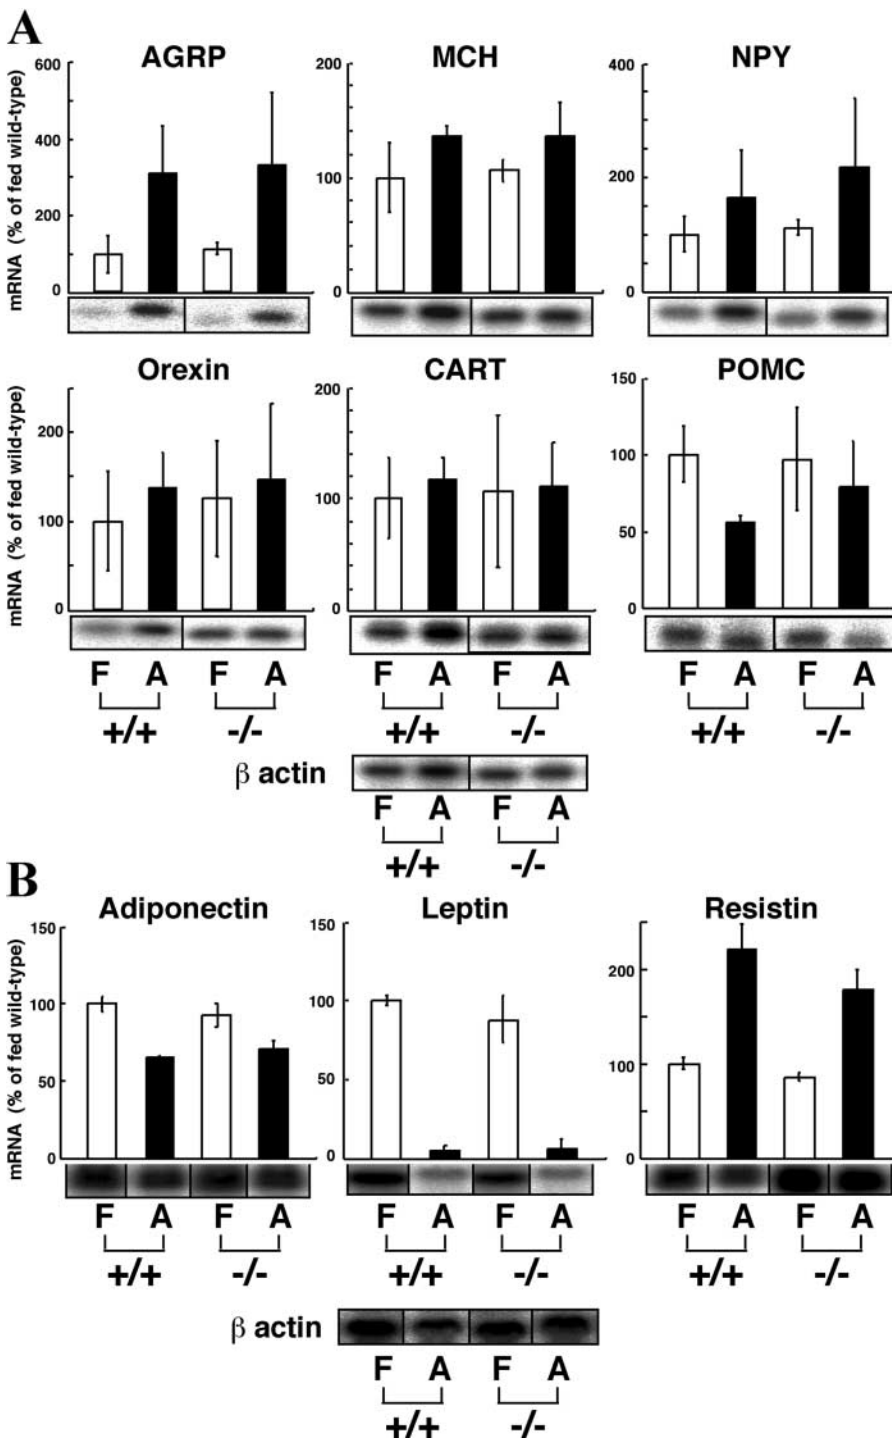 A
AGRP MCH NPY
mRNA (% of fed wild-type)
600 400 200 0
200 100 0
400 200 0
Orexin CART POMC
mRNA (% of fed wild-type)
200 100 0
200 100 0
150 100 50 0
F A F A F A F A F A F A
+/+ -/- +/+ -/- +/+ -/-
β actin
F A F A
+/+ -/-
B
Adiponectin Leptin Resistin
mRNA (% of fed wild-type)
150 100 50 0
150 100 50 0
200 100 0
F A F A F A F A F A F A
+/+ -/- +/+ -/- +/+ -/-
β actin
F A F A
+/+ -/-